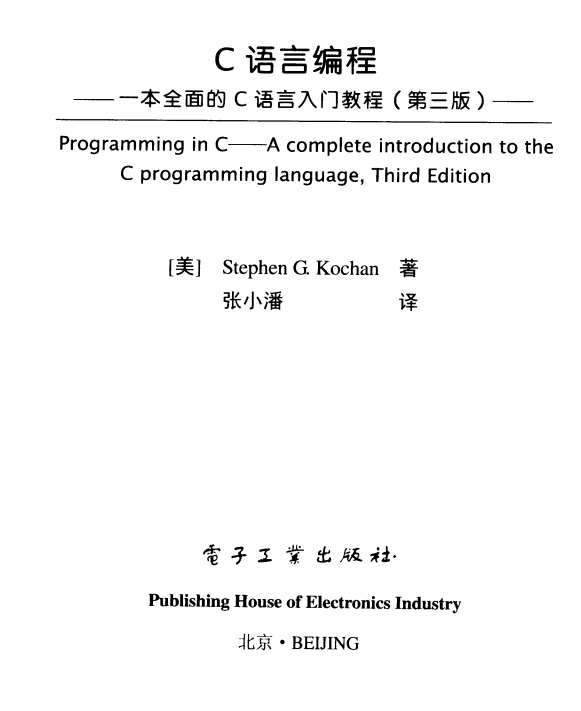 C 语言编程
——一本全面的 C 语言入门教程（第三版）——
Programming in C——A complete introduction to the
C programming language, Third Edition
[美] Stephen G. Kochan 著
张小潘 译
電子工業出版社·
Publishing House of Electronics Industry
北京·BEIJING